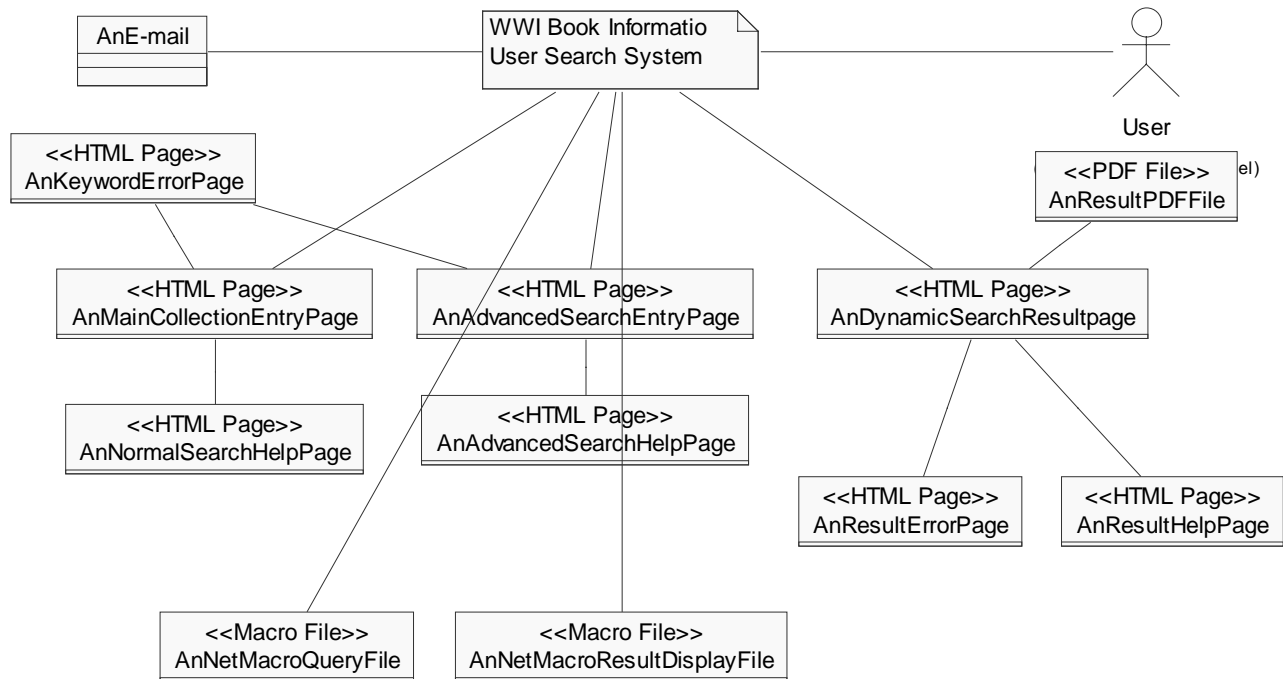 AnE-mail
WWI Book Informatio
User Search System
User
<<HTML Page>>
AnKeywordErrorPage
<<PDF File>>
AnResultPDFFile
el)
<<HTML Page>>
AnMainCollectionEntryPage
<<HTML Page>>
AnAdvancedSearchEntryPage
<<HTML Page>>
AnDynamicSearchResultpage
<<HTML Page>>
AnNormalSearchHelpPage
<<HTML Page>>
AnAdvancedSearchHelpPage
<<HTML Page>>
AnResultErrorPage
<<HTML Page>>
AnResultHelpPage
<<Macro File>>
AnNetMacroQueryFile
<<Macro File>>
AnNetMacroResultDisplayFile